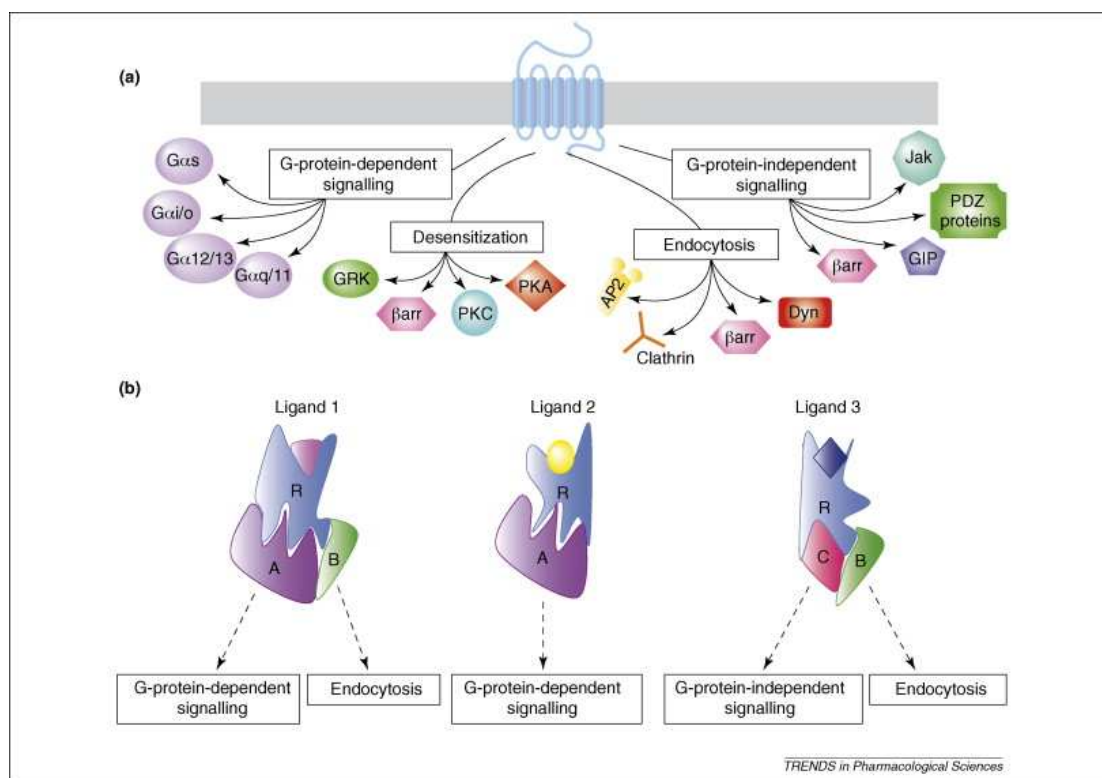 (a)
G-protein-dependent
signalling
G-protein-independent
signalling
Gαs
Gαi/o
Gα12/13
Gαq/11
Desensitization
GRK
βarr
PKC
PKA
Endocytosis
AP2
Clathrin
βarr
Dyn
Jak
PDZ
proteins
GIP
βarr
(b)
Ligand 1
Ligand 2
Ligand 3
R
A
B
R
A
R
C
B
G-protein-dependent
signalling
Endocytosis
G-protein-dependent
signalling
G-protein-independent
signalling
Endocytosis
TRENDS in Pharmacological Sciences